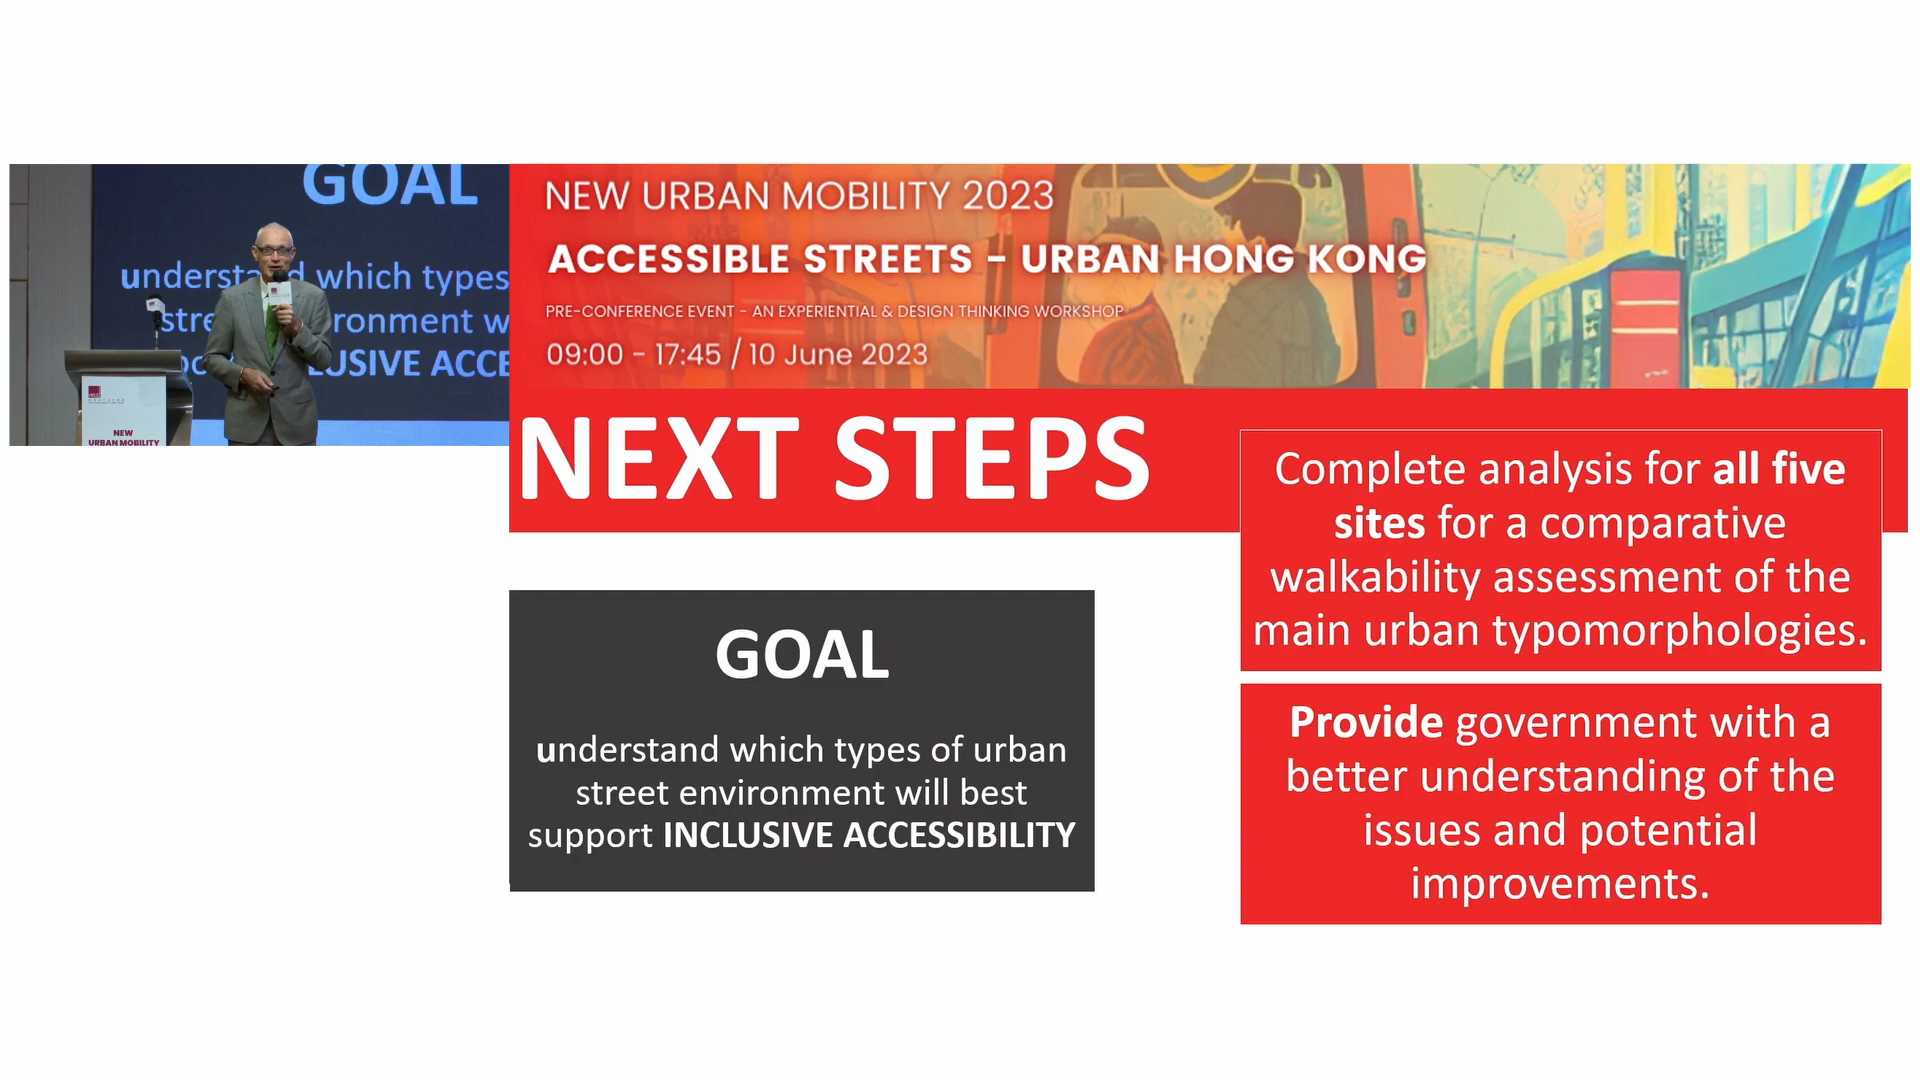 GOAL
understand which types
stre ronment w
LUSIVE ACCE
NEW
URBAN MOBILITY
NEW URBAN MOBILITY 2023
ACCESSIBLE STREETS - URBAN HONG KONG
PRE-CONFERENCE EVENT - AN EXPERIENTIAL & DESIGN THINKING WORKSHOP
09:00 - 17:45 / 10 June 2023
NEXT STEPS
GOAL
understand which types of urban
street environment will best
support INCLUSIVE ACCESSIBILITY
Complete analysis for all five
sites for a comparative
walkability assessment of the
main urban typomorphologies.
Provide government with a
better understanding of the
issues and potential
improvements.